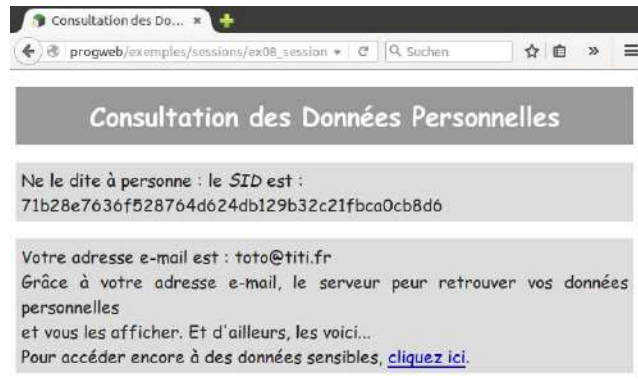 Consultation des Do...
progweb/exemples/sessions/ex08_session
Suchen
Consultation des Données Personnelles
Ne le dite à personne : le SID est :
71b28e7636f528764d624db129b32c21fbca0cb8d6
Votre adresse e-mail est : toto@titi.fr
Grâce à votre adresse e-mail, le serveur peur retrouver vos données
personnelles
et vous les afficher. Et d'ailleurs, les voici...
Pour accéder encore à des données sensibles, cliquez ici.